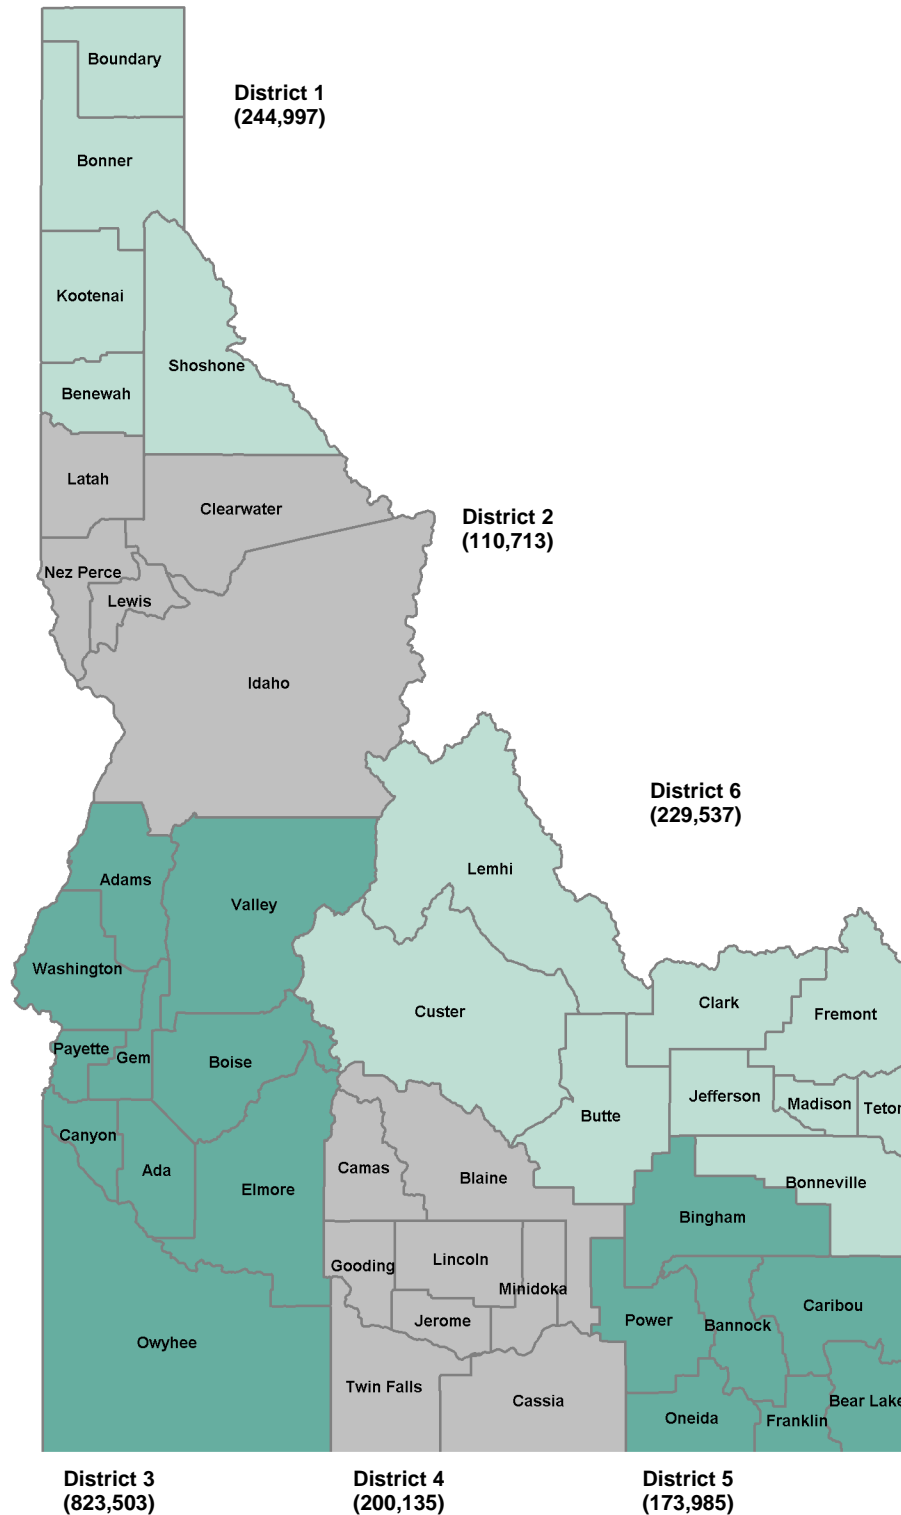 Boundary
District 1
(244,997)
Bonner
Kootenai
Shoshone
Benewah
Latah
Clearwater
District 2
(110,713)
Nez Perce
Lewis
Idaho
District 6
(229,537)
Lemhi
Adams
Valley
Washington
Custer
Clark
Fremont
Payette
Gem
Boise
Jefferson
Madison
Teton
Butte
Canyon
Ada
Camas
Blaine
Elmore
Bonneville
Bingham
Gooding
Lincoln
Minidoka
Jerome
Power
Bannock
Caribou
Owyhee
Twin Falls
Cassia
Oneida
Franklin
Bear Lake
District 3
(823,503)
District 4
(200,135)
District 5
(173,985)